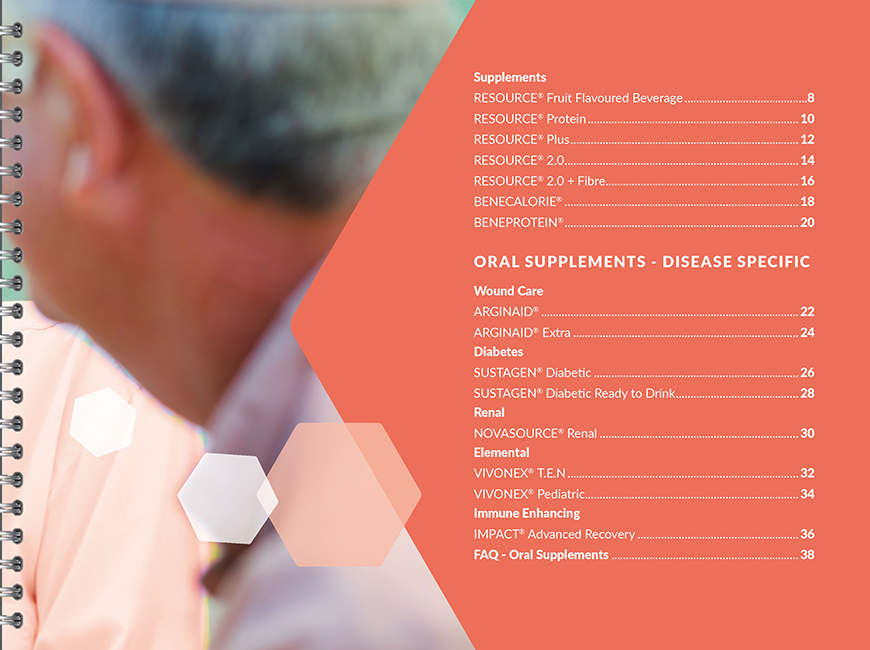 Supplements
RESOURCE® Fruit Flavoured Beverage ........................................8
RESOURCE® Protein ..................................................................... 10
RESOURCE® Plus .......................................................................... 12
RESOURCE® 2.0 ............................................................................ 14
RESOURCE® 2.0 + Fibre ................................................................ 16
BENECALORIE® ............................................................................ 18
BENEPROTEIN® ............................................................................ 20
ORAL SUPPLEMENTS - DISEASE SPECIFIC
Wound Care
ARGINAID® .................................................................................. 22
ARGINAID® Extra ......................................................................... 24
Diabetes
SUSTAGEN® Diabetic .................................................................... 26
SUSTAGEN® Diabetic Ready to Drink ........................................ 28
Renal
NOVASOURCE® Renal .................................................................. 30
Elemental
VIVONEX® T.E.N ........................................................................... 32
VIVONEX® Pediatric ..................................................................... 34
Immune Enhancing
IMPACT® Advanced Recovery ..................................................... 36
FAQ - Oral Supplements ............................................................. 38